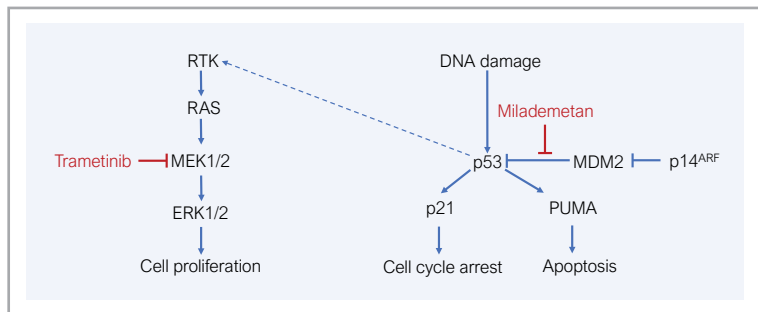 RTK
DNA damage
RAS
Milademetan
Trametinib
MEK1/2
p53
MDM2
p14ARF
ERK1/2
p21
PUMA
Cell proliferation
Cell cycle arrest
Apoptosis